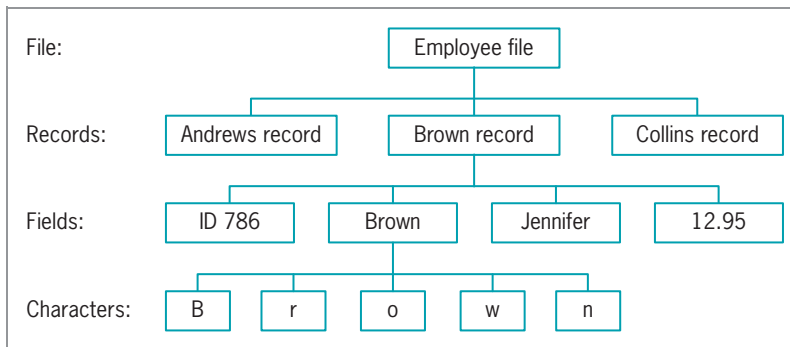 File: Employee file
Records: Andrews record Brown record Collins record
Fields: ID 786 Brown Jennifer 12.95
Characters: B r o w n